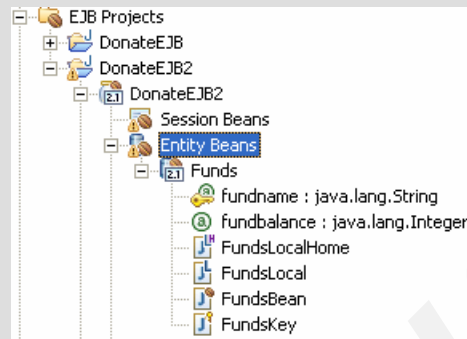 EJB Projects
DonateEJB
DonateEJB2
2.1 DonateEJB2
Session Beans
Entity Beans
2.1 Funds
fundname : java.lang.String
fundbalance : java.lang.Integer
FundsLocalHome
FundsLocal
FundsBean
FundsKey